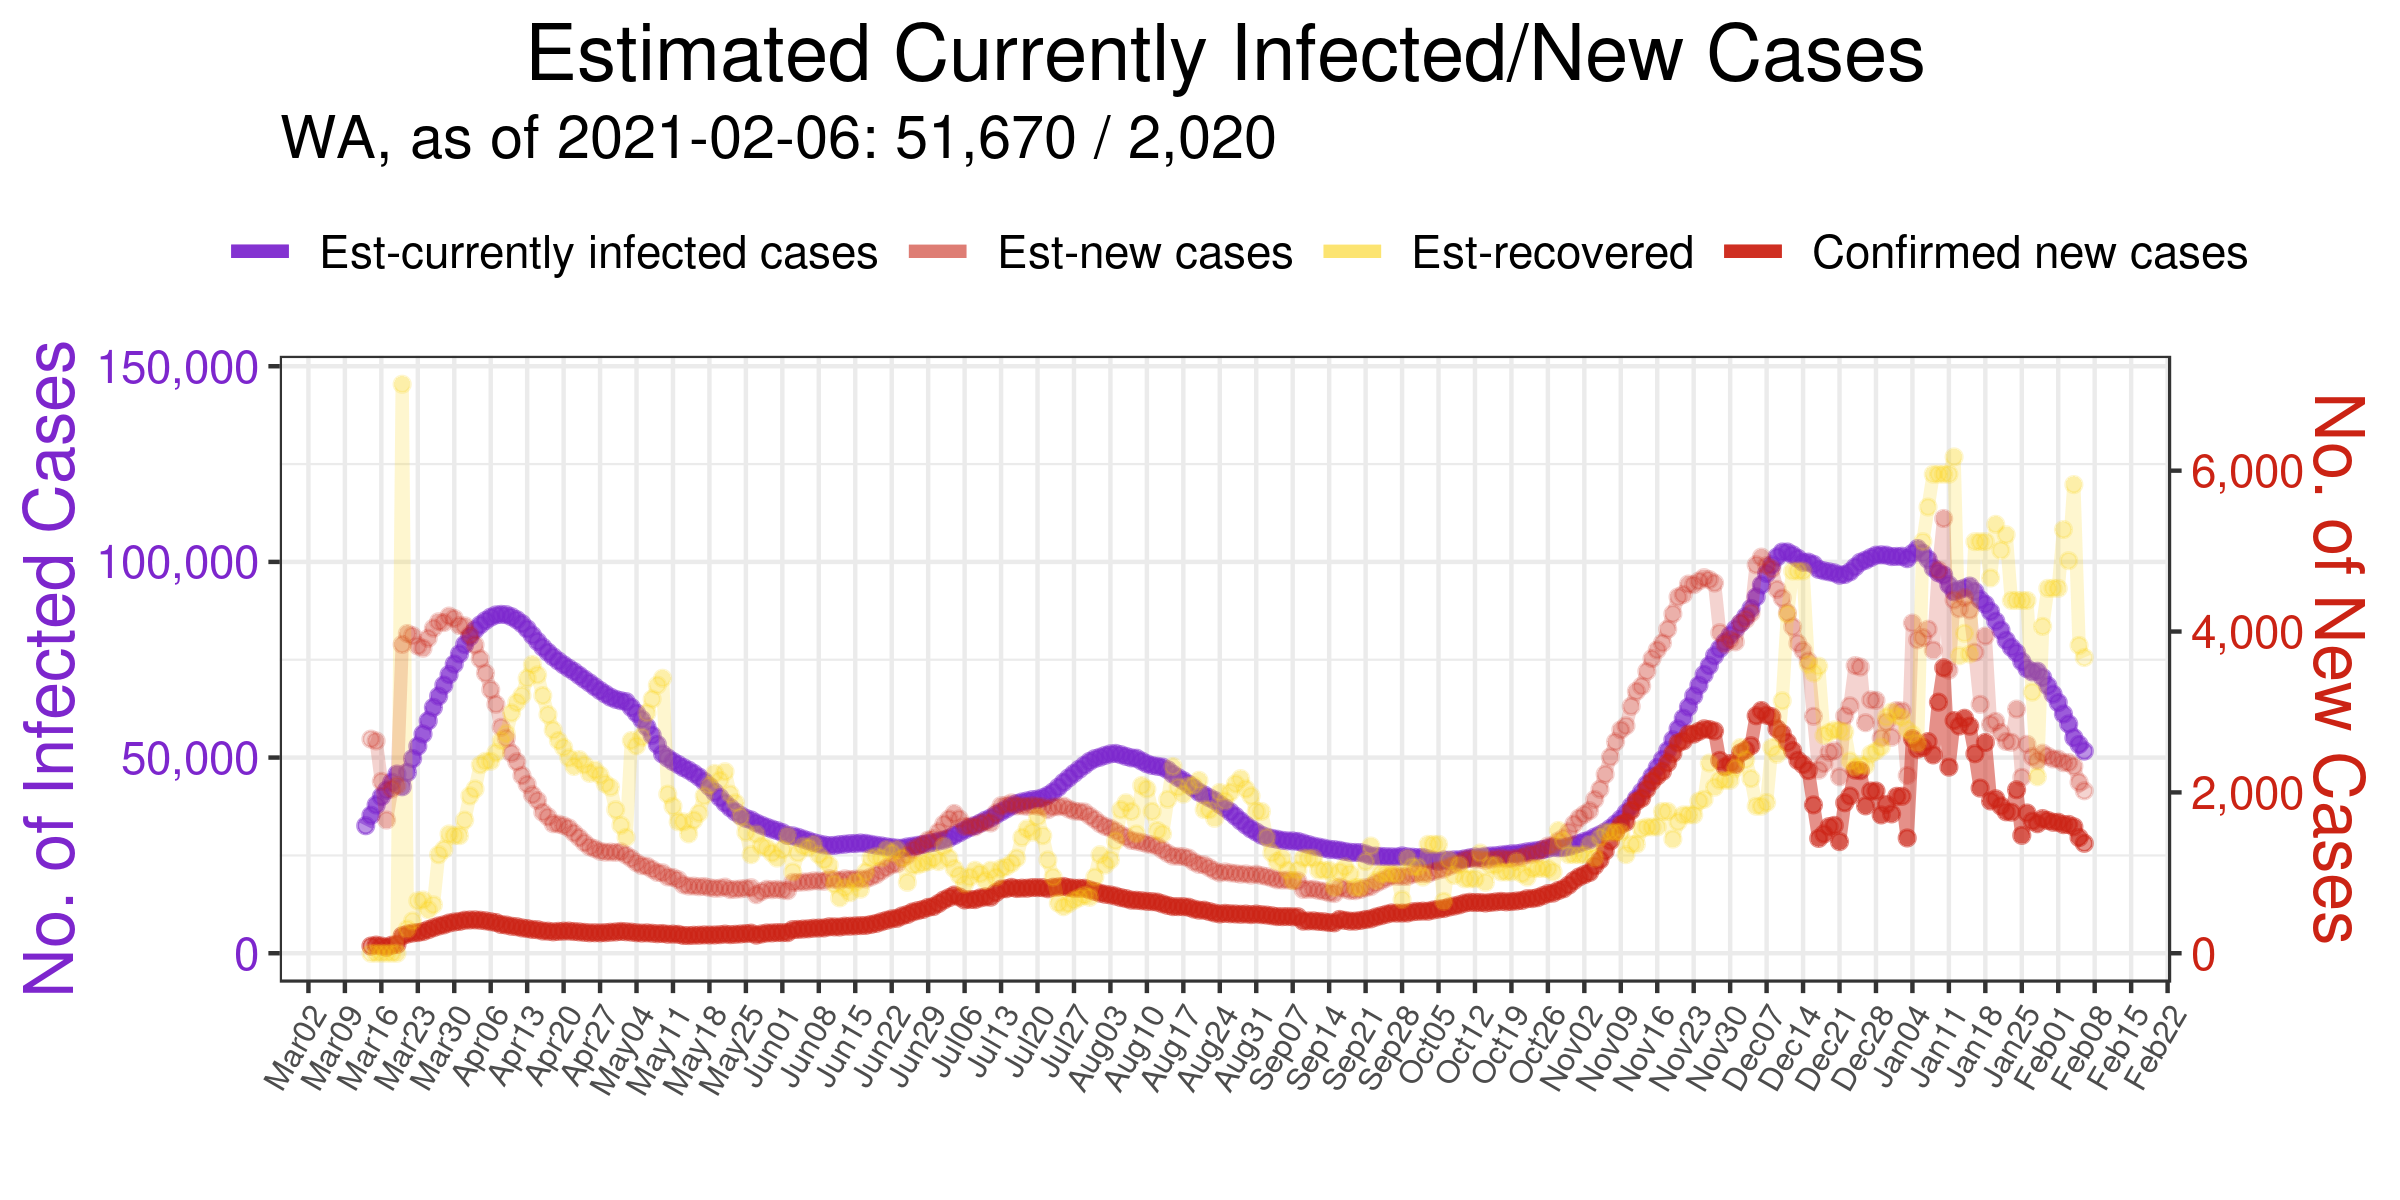 Estimated Currently Infected/New Cases
WA, as of 2021-02-06: 51,670 / 2,020
Est-currently infected cases Est-new cases Est-recovered Confirmed new cases
No. of Infected Cases
150,000
100,000
50,000
0
6,000
4,000
2,000
0
No. of New Cases
Mar02 Mar09 Mar16 Mar23 Mar30 Apr06 Apr13 Apr20 Apr27 May04 May11 May18 May25 Jun01 Jun08 Jun15 Jun22 Jun29 Jul06 Jul13 Jul20 Jul27 Aug03 Aug10 Aug17 Aug24 Aug31 Sep07 Sep14 Sep21 Sep28 Oct05 Oct12 Oct19 Oct26 Nov02 Nov09 Nov16 Nov23 Nov30 Dec07 Dec14 Dec21 Dec28 Jan04 Jan11 Jan18 Jan25 Feb01 Feb08 Feb15 Feb22